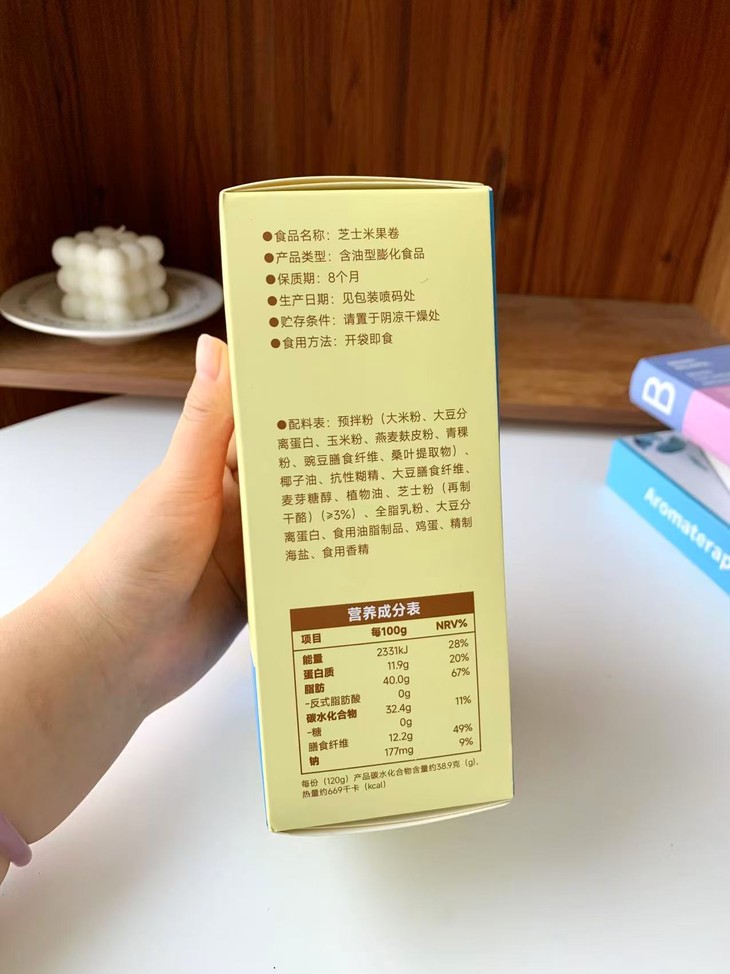 ●食品名称：芝士米果卷
●产品类型：含油型膨化食品
●保质期：8个月
●生产日期：见包装喷码处
●贮存条件：请置于阴凉干燥处
●食用方法：开袋即食
●配料表：预拌粉（大米粉、大豆分
离蛋白、玉米粉、燕麦麸皮粉、青稞
粉、豌豆膳食纤维、桑叶提取物）、
椰子油、抗性糊精、大豆膳食纤维、
麦芽糖醇、植物油、芝士粉（再制
干酪）（≥3%）、全脂乳粉、大豆分
离蛋白、食用油脂制品、鸡蛋、精制
海盐、食用香精
营养成分表
项目 每100g NRV%
能量 2331kJ 28%
蛋白质 11.9g 20%
脂肪 40.0g 67%
-反式脂肪酸 0g
碳水化合物 32.4g 11%
-糖 0g
膳食纤维 12.2g 49%
钠 177mg 9%
每份（120g）产品碳水化合物含量约38.9克（g），
热量约669千卡（kcal）
B
Aromaterap